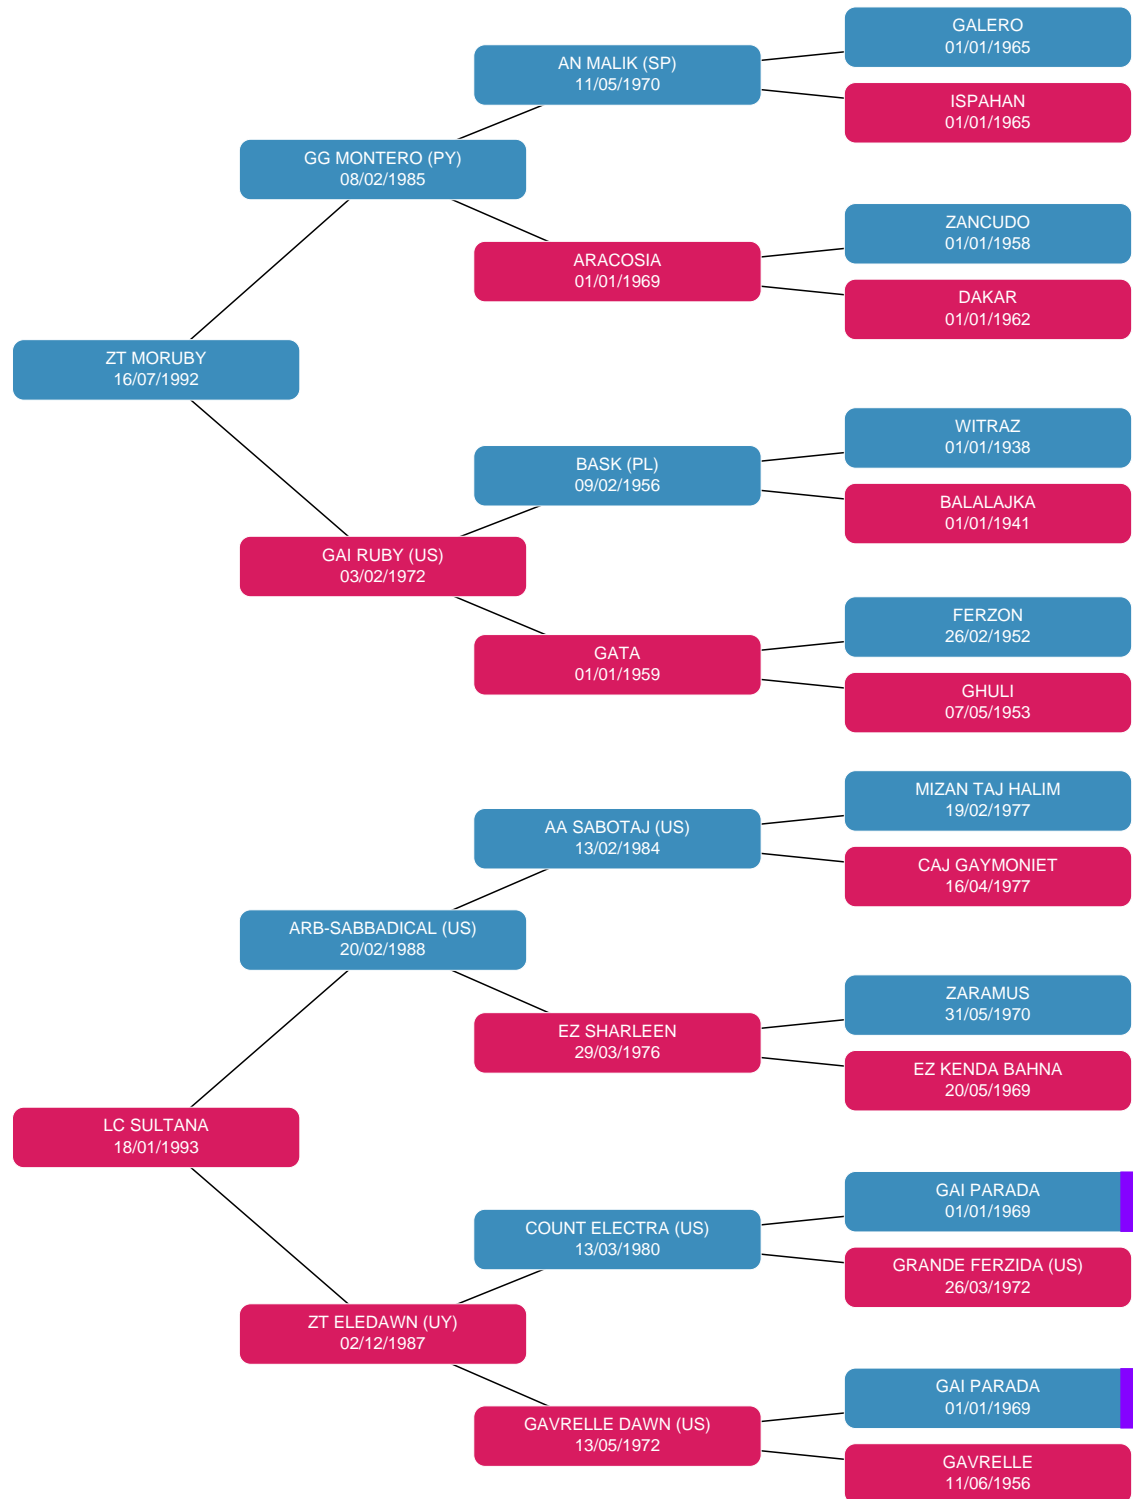 GALERO
01/01/1965
AN MALIK (SP)
11/05/1970
ISPAHAN
01/01/1965
GG MONTERO (PY)
08/02/1985
ZANCUDO
01/01/1958
ARACOSIA
01/01/1969
DAKAR
01/01/1962
ZT MORUBY
16/07/1992
WITRAZ
01/01/1938
BASK (PL)
09/02/1956
BALALAJKA
01/01/1941
GAI RUBY (US)
03/02/1972
FERZON
26/02/1952
GATA
01/01/1959
GHULI
07/05/1953
MIZAN TAJ HALIM
19/02/1977
AA SABOTAJ (US)
13/02/1984
CAJ GAYMONIET
16/04/1977
ARB-SABBADICAL (US)
20/02/1988
ZARAMUS
31/05/1970
EZ SHARLEEN
29/03/1976
EZ KENDA BAHNA
20/05/1969
LC SULTANA
18/01/1993
GAI PARADA
01/01/1969
COUNT ELECTRA (US)
13/03/1980
GRANDE FERZIDA (US)
26/03/1972
ZT ELEDAWN (UY)
02/12/1987
GAI PARADA
01/01/1969
GAVRELLE DAWN (US)
13/05/1972
GAVRELLE
11/06/1956